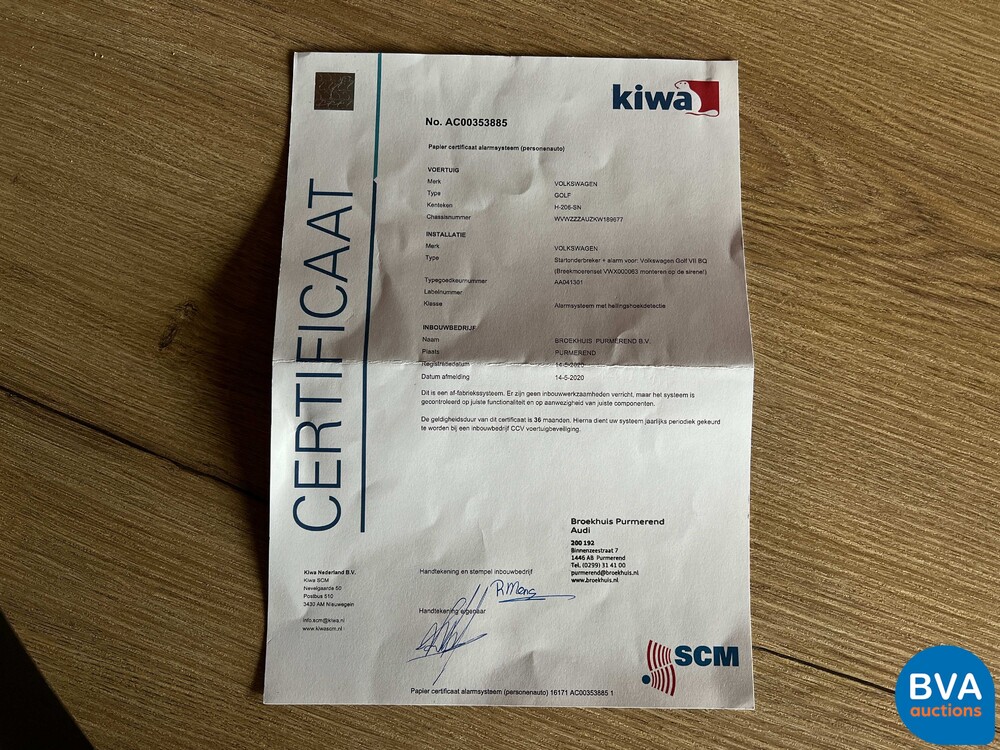 kiwa
No. AC00353885
Papier certificaat alarmsysteem (personenauto)
CERTIFICAAT
VOERTUIG
Merk VOLKSWAGEN
Type GOLF
Kenteken H-206-SN
Chassisnummer WVWZZZAUZKW189677
INSTALLATIE
Merk VOLKSWAGEN
Type Startonderbreker + alarm voor: Volkswagen Golf VII BQ
(Breekmoerenset VWX000063 monteren op de sirene!)
Typegoedkeurnummer AA041301
Labelnummer
Klasse Alarmsysteem met hellingshoekdetectie
INBOUWBEDRIJF
Naam BROEKHUIS PURMEREND B.V.
Plaats PURMEREND
Registratiedatum 14-5-2020
Datum afmelding 14-5-2020
Dit is een af-fabriekssysteem. Er zijn geen inbouwwerkzaamheden verricht, maar het systeem is
gecontroleerd op juiste functionaliteit en op aanwezigheid van juiste componenten.
De geldigheidsduur van dit certificaat is 36 maanden. Hierna dient uw systeem jaarlijks periodiek gekeurd
te worden bij een inbouwbedrijf CCV voertuigbeveiliging.
Broekhuis Purmerend
Audi
200 192
Binnenzeestraat 7
1446 AB Purmerend
Tel. (0299) 31 41 00
purmerend@broekhuis.nl
www.broekhuis.nl
Kiwa Nederland B.V.
Kiwa SCM
Nevelgaarde 50
Postbus 510
3430 AM Nieuwegein
info.scm@kiwa.nl
www.kiwascm.nl
Handtekening en stempel inbouwbedrijf
Handtekening eigenaar
SCM
Papier certificaat alarmsysteem (personenauto) 16171 AC00353885 1
BVA
auctions